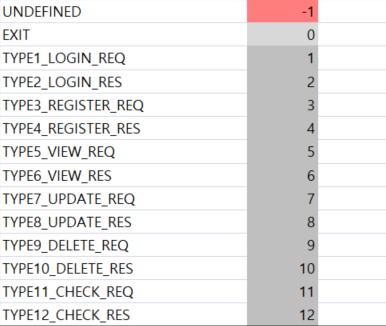 UNDEFINED -1
EXIT 0
TYPE1_LOGIN_REQ 1
TYPE2_LOGIN_RES 2
TYPE3_REGISTER_REQ 3
TYPE4_REGISTER_RES 4
TYPE5_VIEW_REQ 5
TYPE6_VIEW_RES 6
TYPE7_UPDATE_REQ 7
TYPE8_UPDATE_RES 8
TYPE9_DELETE_REQ 9
TYPE10_DELETE_RES 10
TYPE11_CHECK_REQ 11
TYPE12_CHECK_RES 12